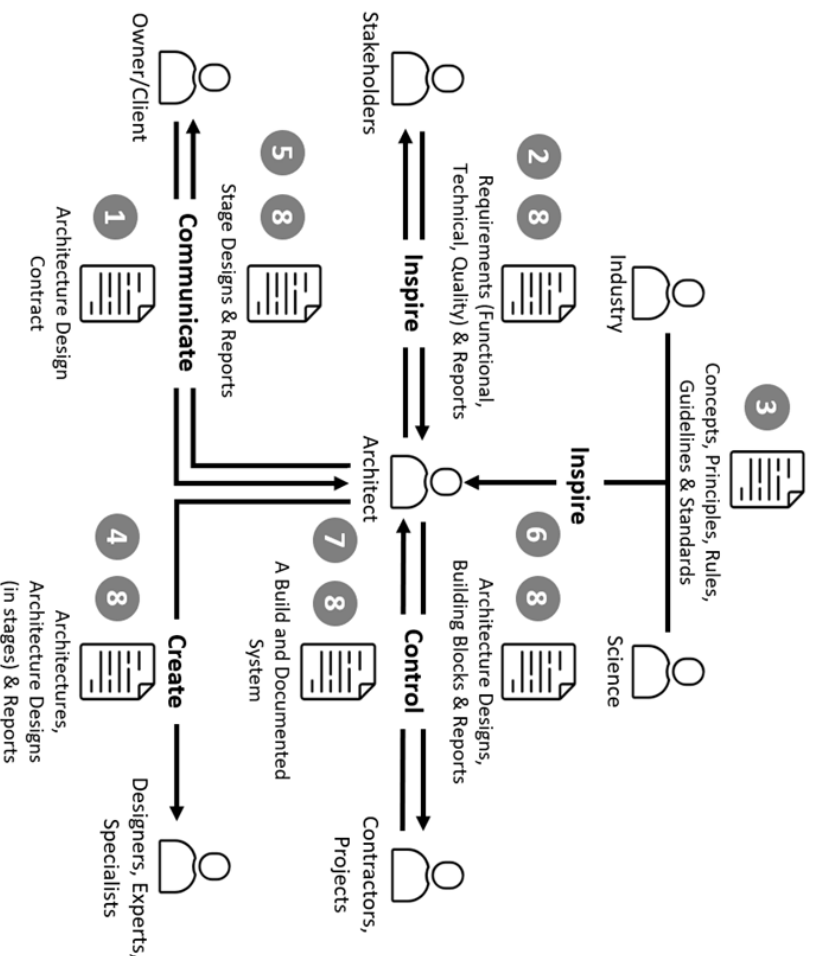 3
Concepts, Principles, Rules,
Guidelines & Standards
Industry
Science
Inspire
2
8
Requirements (Functional,
Technical, Quality) & Reports
6
8
Architecture Designs,
Building Blocks & Reports
Stakeholders
Inspire
Architect
Control
Contractors,
Projects
5
8
Stage Designs & Reports
7
8
A Build and Documented
System
Owner/Client
Communicate
Create
Designers, Experts,
Specialists
1
Architecture Design
Contract
4
8
Architectures,
Architecture Designs
(in stages) & Reports